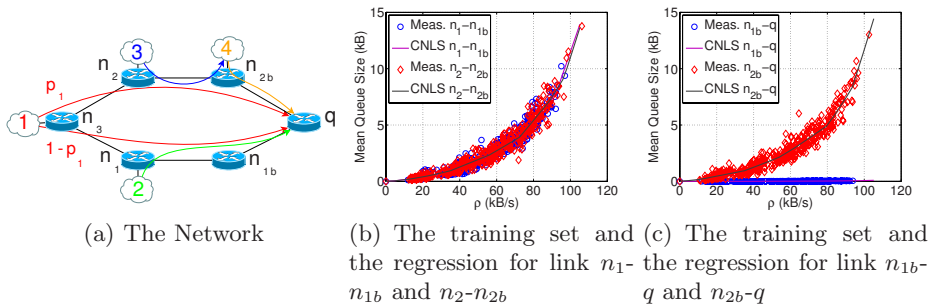 3
4
n₂
n₂b
p₁
1
n₃
q
1-p₁
n₁
n₁b
2
(a) The Network
Mean Queue Size (kB)
15
10
5
0
0 20 40 60 80 100 120
ρ (kB/s)
Meas. n₁-n₁b
CNLS n₁-n₁b
Meas. n₂-n₂b
CNLS n₂-n₂b
(b) The training set and
the regression for link n₁-
n₁b and n₂-n₂b
Mean Queue Size (kB)
15
10
5
0
0 20 40 60 80 100 120
ρ (kB/s)
Meas. n₁b-q
CNLS n₁b-q
Meas. n₂b-q
CNLS n₂b-q
(c) The training set and
the regression for link n₁b-
q and n₂b-q